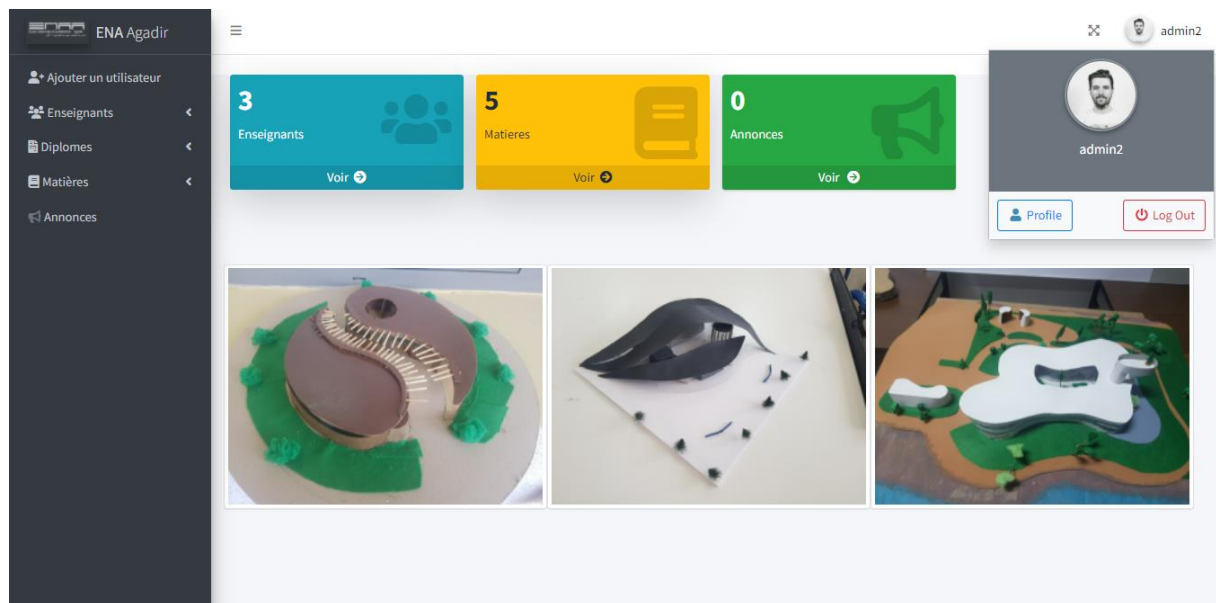 ENA Agadir
admin2
Ajouter un utilisateur
Enseignants
Diplomes
Matières
Annonces
3
Enseignants
Voir
5
Matieres
Voir
0
Annonces
Voir
admin2
Profile
Log Out